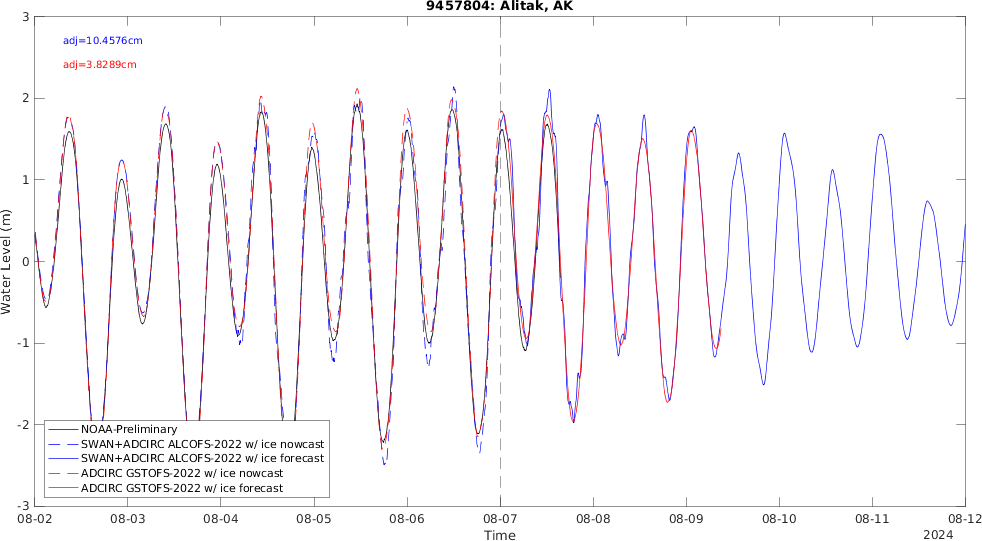 9457804: Alitak, AK
adj=10.4576cm
adj=3.8289cm
Water Level (m)
3
2
1
0
-1
-2
-3
NOAA-Preliminary
SWAN+ADCIRC ALCOFS-2022 w/ ice nowcast
SWAN+ADCIRC ALCOFS-2022 w/ ice forecast
ADCIRC GSTOFS-2022 w/ ice nowcast
ADCIRC GSTOFS-2022 w/ ice forecast
08-02 08-03 08-04 08-05 08-06 08-07 08-08 08-09 08-10 08-11 08-12
Time
2024